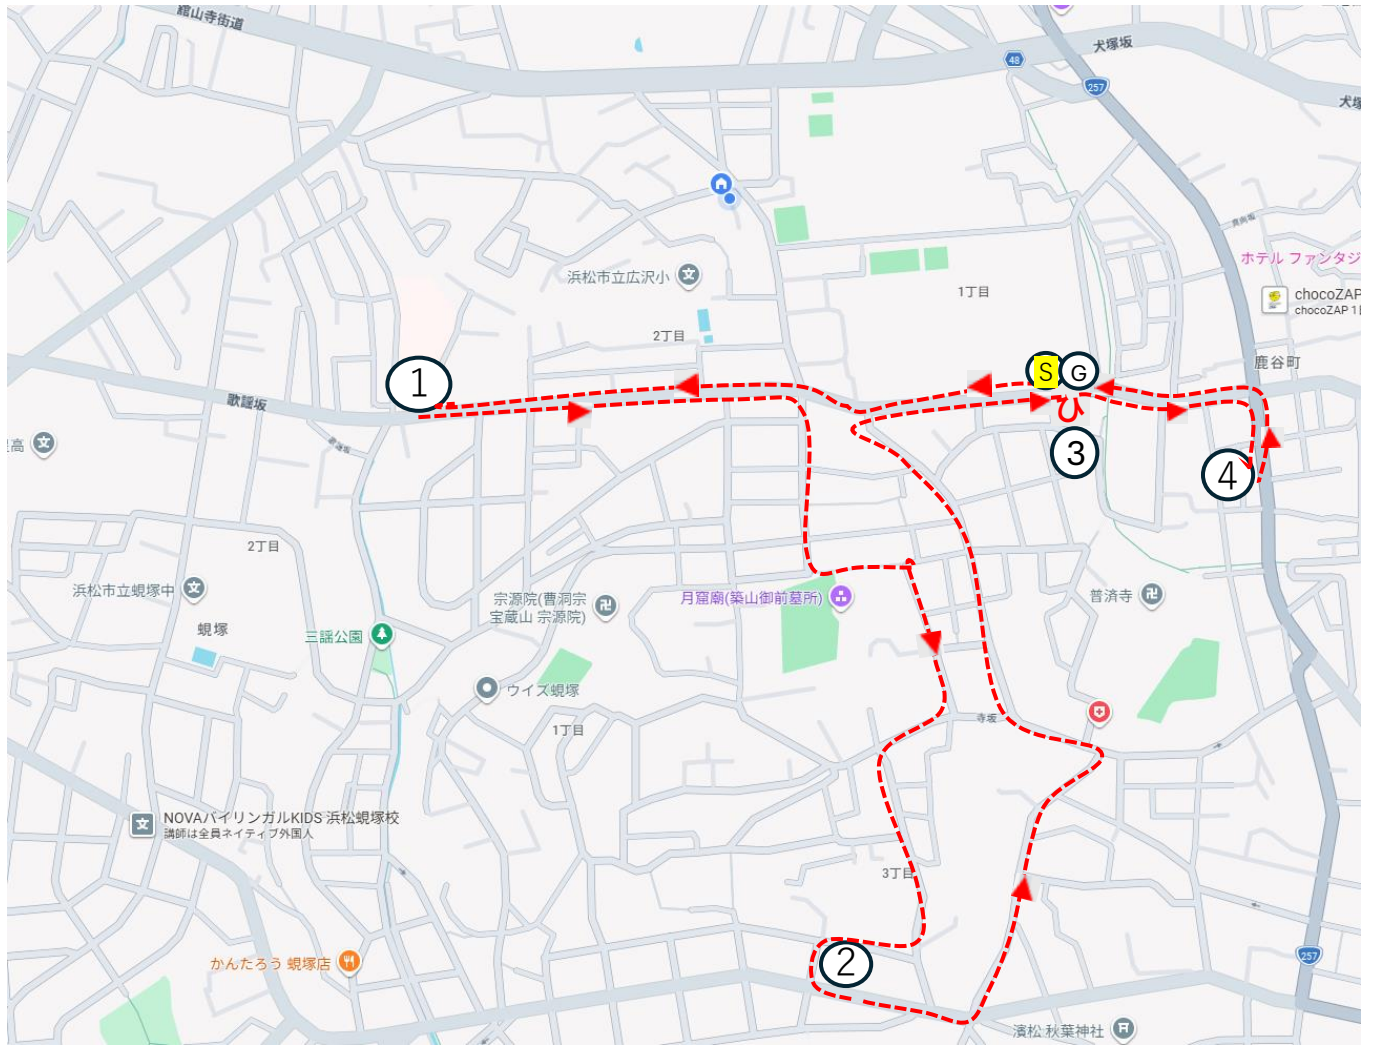 舘山寺街道
犬塚坂
48
257
浜松市立広沢小
1丁目
2丁目
ホテル ファンタジ
chocoZAP
鹿谷町
S
G
1
歌謡坂
3
4
2丁目
浜松市立蜆塚中
蜆塚
三謡公園
宗源院(曹洞宗
宝蔵山 宗源院)
月窟廟(築山御前墓所)
普済寺
ウイズ蜆塚
1丁目
寺坂
NOVAバイリンガルKIDS 浜松蜆塚校
講師は全員ネイティブ外国人
3丁目
かんたろう 蜆塚店
2
257
濱松 秋葉神社